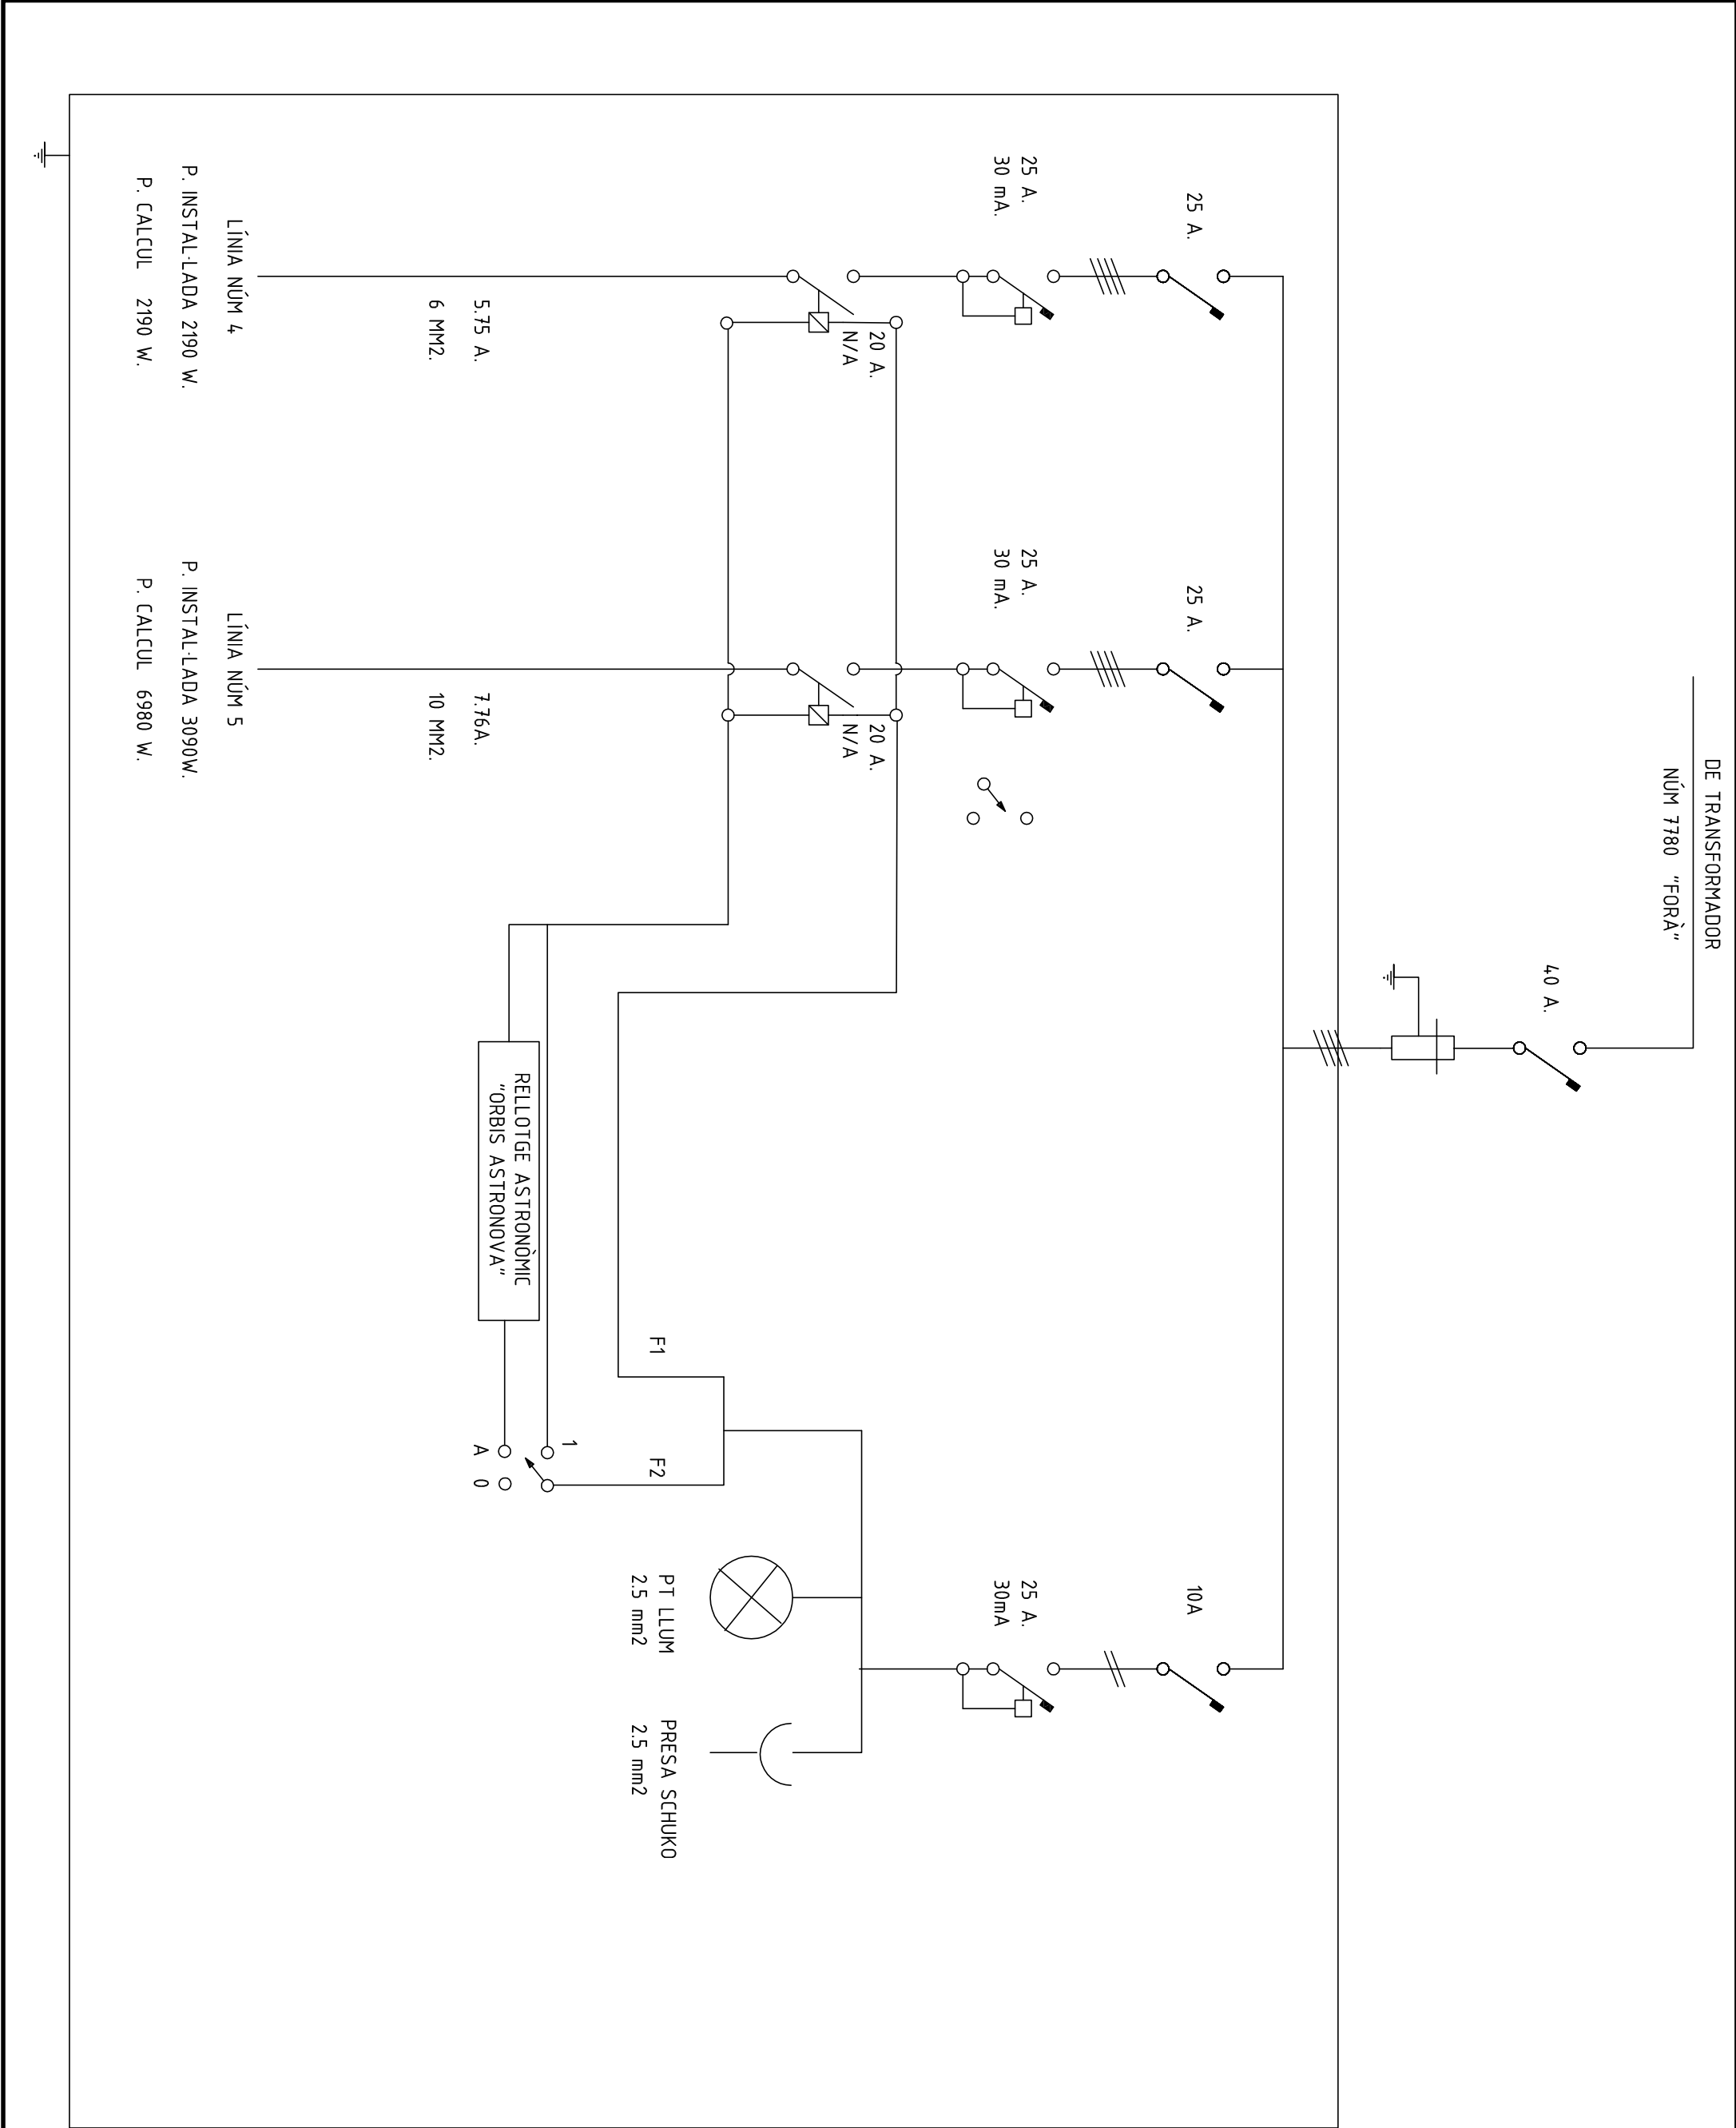 DE TRANSFORMADOR
NÚM 7780 "FORÀ"
40 A.
25 A.
25 A.
10A
25 A.
30 mA.
25 A.
30 mA.
25 A.
30mA
20 A.
N/A
20 A.
N/A
F1
F2
PT LLUM
2.5 mm2
PRESA SCHUKO
2.5 mm2
1
A
0
RELLOTGE ASTRONÒMIC
"ORBIS ASTRONOVA"
5.75 A.
6 MM2.
7.76A.
10 MM2.
LÍNIA NÚM 4
P. INSTAL·LADA 2190 W.
P. CALCUL 2190 W.
LÍNIA NÚM 5
P. INSTAL·LADA 3090W.
P. CALCUL 6980 W.